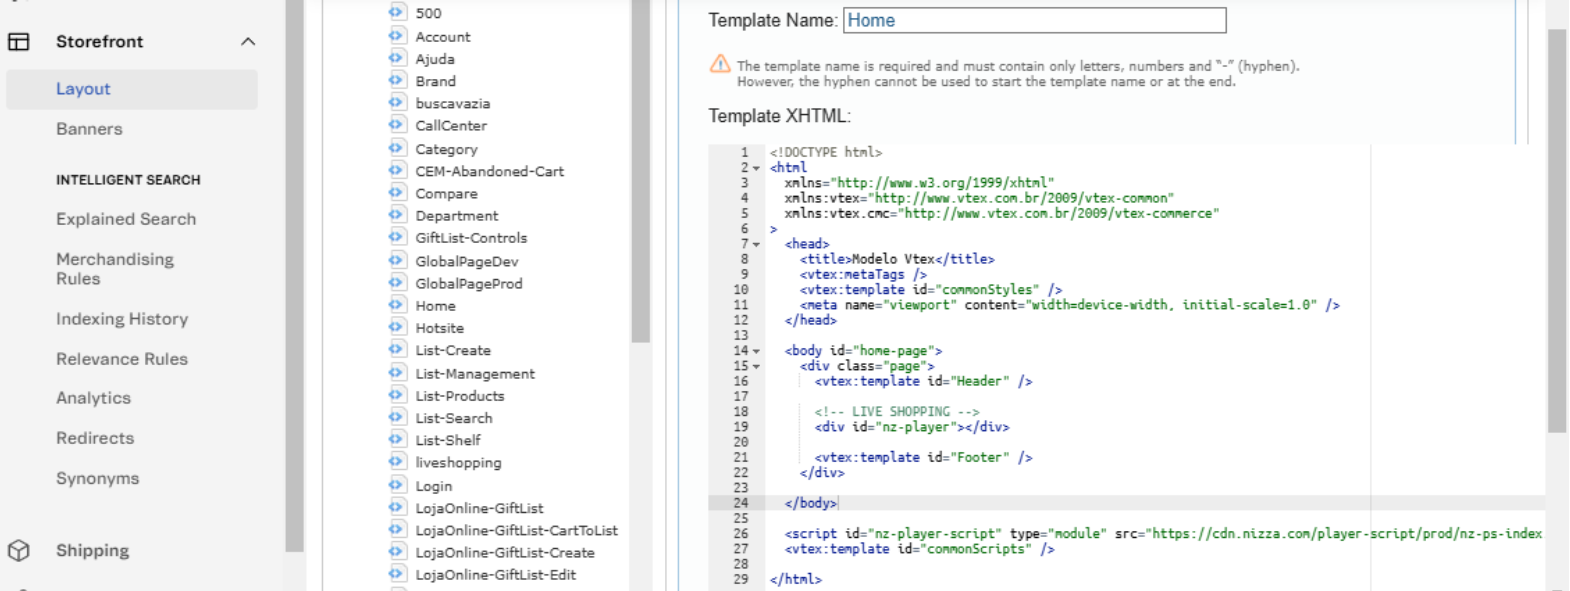 Storefront
Layout
Banners
INTELLIGENT SEARCH
Explained Search
Merchandising
Rules
Indexing History
Relevance Rules
Analytics
Redirects
Synonyms
Shipping
500
Account
Ajuda
Brand
buscavazia
CallCenter
Category
CEM-Abandoned-Cart
Compare
Department
GiftList-Controls
GlobalPageDev
GlobalPageProd
Home
Hotsite
List-Create
List-Management
List-Products
List-Search
List-Shelf
liveshopping
Login
LojaOnline-GiftList
LojaOnline-GiftList-CartToList
LojaOnline-GiftList-Create
LojaOnline-GiftList-Edit
Template Name: Home
The template name is required and must contain only letters, numbers and "-" (hyphen).
However, the hyphen cannot be used to start the template name or at the end.
Template XHTML:
1 <!DOCTYPE html>
2 <html
3 xmlns="http://www.w3.org/1999/xhtml"
4 xmlns:vtex="http://www.vtex.com.br/2009/vtex-common"
5 xmlns:vtex.cmc="http://www.vtex.com.br/2009/vtex-commerce"
6 >
7 <head>
8 <title>Modelo Vtex</title>
9 <vtex:metaTags />
10 <vtex:template id="commonStyles" />
11 <meta name="viewport" content="width=device-width, initial-scale=1.0" />
12 </head>
13
14 <body id="home-page">
15 <div class="page">
16 <vtex:template id="Header" />
17
18 <!-- LIVE SHOPPING -->
19 <div id="nz-player"></div>
20
21 <vtex:template id="Footer" />
22 </div>
23
24 </body>
25
26 <script id="nz-player-script" type="module" src="https://cdn.nizza.com/player-script/prod/nz-ps-index
27 <vtex:template id="commonScripts" />
28
29 </html>